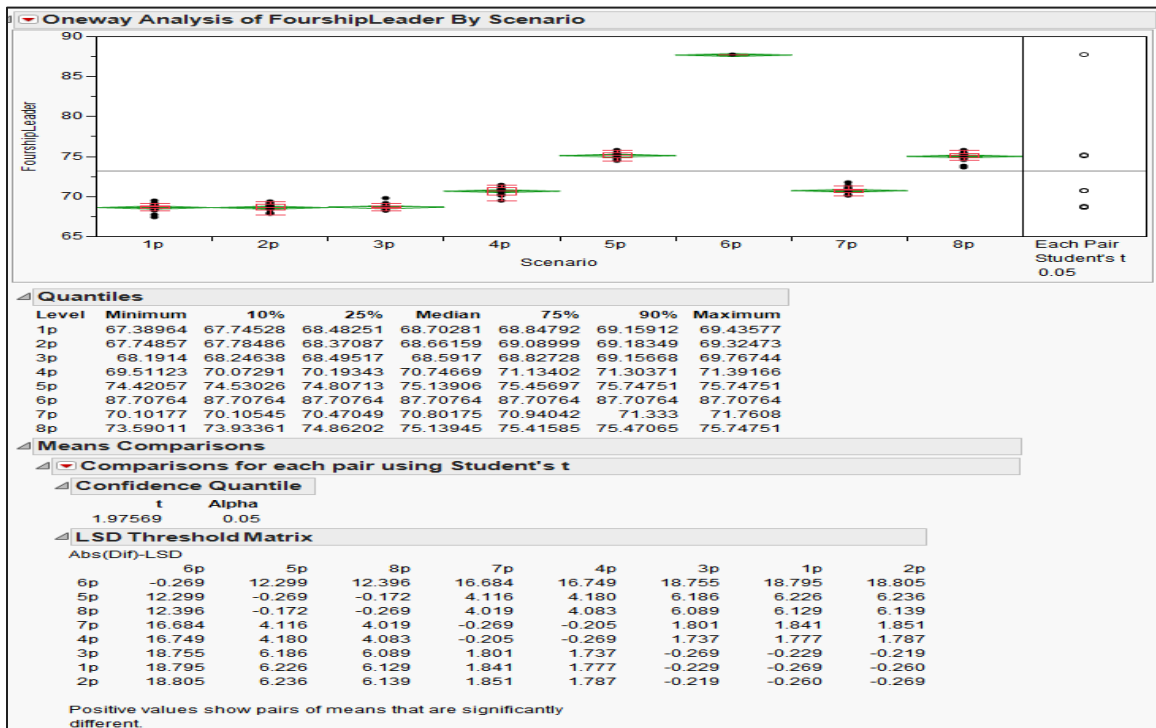 Oneway Analysis of FourshipLeader By Scenario
90
85
80
75
70
65
FourshipLeader
1p 2p 3p 4p 5p 6p 7p 8p
Scenario
Each Pair
Student's t
0.05
Quantiles
Level Minimum 10% 25% Median 75% 90% Maximum
1p 67.38964 67.74528 68.48251 68.70281 68.84792 69.15912 69.43577
2p 67.74857 67.78486 68.37087 68.66159 69.08999 69.18349 69.32473
3p 68.1914 68.24638 68.49517 68.5917 68.82728 69.15668 69.76744
4p 69.51123 70.07291 70.19343 70.74669 71.13402 71.30371 71.39166
5p 74.42057 74.53026 74.80713 75.13906 75.45697 75.74751 75.74751
6p 87.70764 87.70764 87.70764 87.70764 87.70764 87.70764 87.70764
7p 70.10177 70.10545 70.47049 70.80175 70.94042 71.333 71.7608
8p 73.59011 73.93361 74.86202 75.13945 75.41585 75.47065 75.74751
Means Comparisons
Comparisons for each pair using Student's t
Confidence Quantile
t Alpha
1.97569 0.05
LSD Threshold Matrix
Abs(Dif)-LSD
6p 5p 8p 7p 4p 3p 1p 2p
6p -0.269 12.299 12.396 16.684 16.749 18.755 18.795 18.805
5p 12.299 -0.269 -0.172 4.116 4.180 6.186 6.226 6.236
8p 12.396 -0.172 -0.269 4.019 4.083 6.089 6.129 6.139
7p 16.684 4.116 4.019 -0.269 -0.205 1.801 1.841 1.851
4p 16.749 4.180 4.083 -0.205 -0.269 1.737 1.777 1.787
3p 18.755 6.186 6.089 1.801 1.737 -0.269 -0.229 -0.219
1p 18.795 6.226 6.129 1.841 1.777 -0.229 -0.269 -0.260
2p 18.805 6.236 6.139 1.851 1.787 -0.219 -0.260 -0.269
Positive values show pairs of means that are significantly
different.